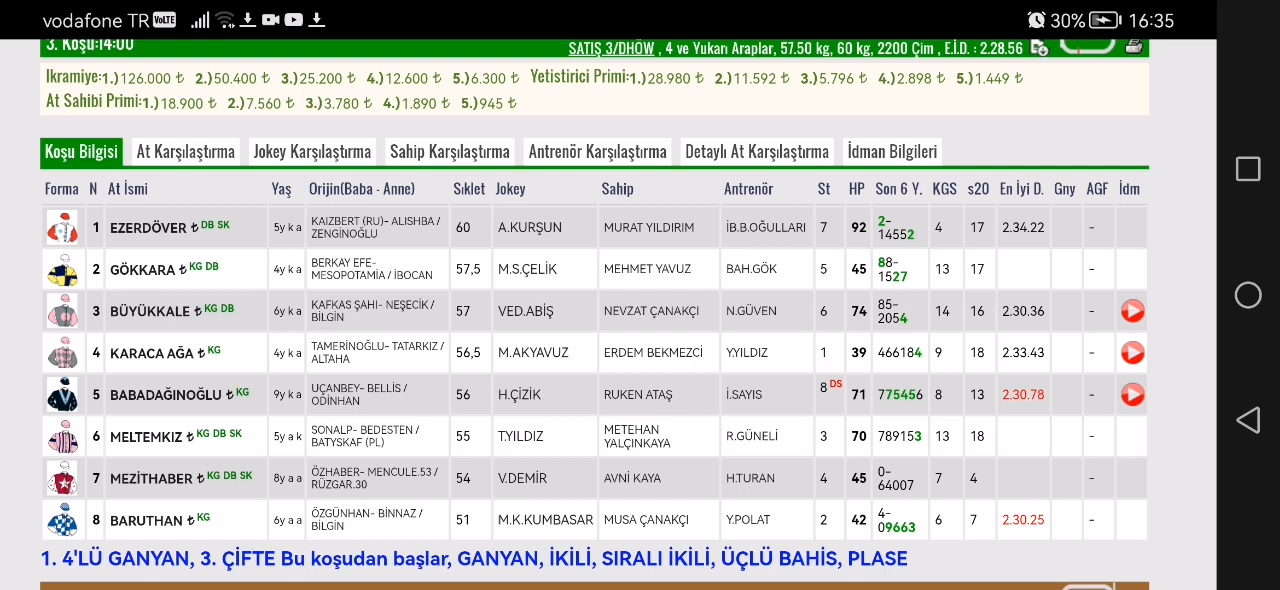 vodafone TR VoLTE 30% 16:35
3. Koşu:14:00 SATIŞ 3/DHÖW , 4 ve Yukarı Araplar, 57.50 kg, 60 kg, 2200 Çim , E.İ.D. : 2.28.56
Ikramiye:1.)126.000 ₺ 2.)50.400 ₺ 3.)25.200 ₺ 4.)12.600 ₺ 5.)6.300 ₺ Yetistirici Primi:1.)28.980 ₺ 2.)11.592 ₺ 3.)5.796 ₺ 4.)2.898 ₺ 5.)1.449 ₺
At Sahibi Primi:1.)18.900 ₺ 2.)7.560 ₺ 3.)3.780 ₺ 4.)1.890 ₺ 5.)945 ₺
Koşu Bilgisi At Karşılaştırma Jokey Karşılaştırma Sahip Karşılaştırma Antrenör Karşılaştırma Detaylı At Karşılaştırma İdman Bilgileri
Forma N At İsmi Yaş Orijin(Baba - Anne) Sıklet Jokey Sahip Antrenör St HP Son 6 Y. KGS s20 En İyi D. Gny AGF İdm
1 EZERDÖVER ₺ DB SK 5y k a KAIZBERT (RU)- ALISHBA / ZENGİNOĞLU 60 A.KURŞUN MURAT YILDIRIM İB.B.OĞULLARI 7 92 2-14552 4 17 2.34.22 -
2 GÖKKARA ₺ KG DB 4y k a BERKAY EFE- MESOPOTAMİA / İBOCAN 57,5 M.S.ÇELİK MEHMET YAVUZ BAH.GÖK 5 45 88-1527 13 17 -
3 BÜYÜKKALE ₺ KG DB 6y k a KAFKAS ŞAHI- NEŞECİK / BİLGİN 57 VED.ABİŞ NEVZAT ÇANAKÇI N.GÜVEN 6 74 85-2054 14 16 2.30.36 -
4 KARACA AĞA ₺ KG 4y k a TAMERİNOĞLU- TATARKIZ / ALTAHA 56,5 M.AKYAVUZ ERDEM BEKMEZCİ Y.YILDIZ 1 39 466184 9 18 2.33.43 -
5 BABADAĞINOĞLU ₺ KG 9y k a UÇANBEY- BELLİS / ODİNHAN 56 H.ÇİZİK RUKEN ATAŞ İ.SAYIS 8 DS 71 775456 8 13 2.30.78 -
6 MELTEMKIZ ₺ KG DB SK 5y a k SONALP- BEDESTEN / BATYSKAF (PL) 55 T.YILDIZ METEHAN YALÇINKAYA R.GÜNELİ 3 70 789153 13 18 -
7 MEZİTHABER ₺ KG DB SK 8y a a ÖZHABER- MENCULE.53 / RÜZGAR.30 54 V.DEMİR AVNİ KAYA H.TURAN 4 45 0-64007 7 4 -
8 BARUTHAN ₺ KG 6y a a ÖZGÜNHAN- BİNNAZ / BİLGİN 51 M.K.KUMBASAR MUSA ÇANAKÇI Y.POLAT 2 42 4-09663 6 7 2.30.25 -
1. 4'LÜ GANYAN, 3. ÇİFTE Bu koşudan başlar, GANYAN, İKİLİ, SIRALI İKİLİ, ÜÇLÜ BAHİS, PLASE